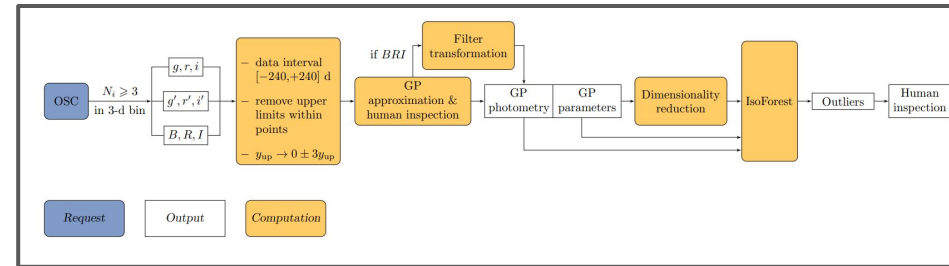 OSC
N_i ⩾ 3
in 3-d bin
g, r, i
g′, r′, i′
B, R, I
– data interval
[−240,+240] d
– remove upper
limits within
points
– y_up → 0 ± 3y_up
if BRI
Filter
transformation
GP
approximation &
human inspection
GP
photometry
GP
parameters
Dimensionality
reduction
IsoForest
Outliers
Human
inspection
Request
Output
Computation